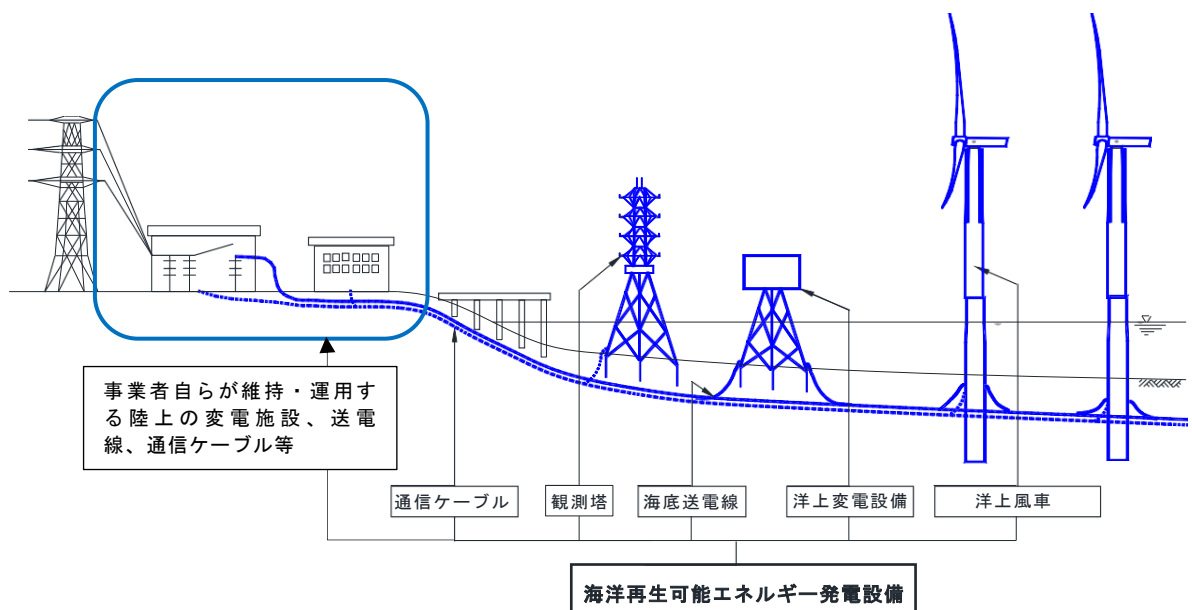 事業者自らが維持・運用す
る陸上の変電施設、送電
線、通信ケーブル等
通信ケーブル
観測塔
海底送電線
洋上変電設備
洋上風車
海洋再生可能エネルギー発電設備